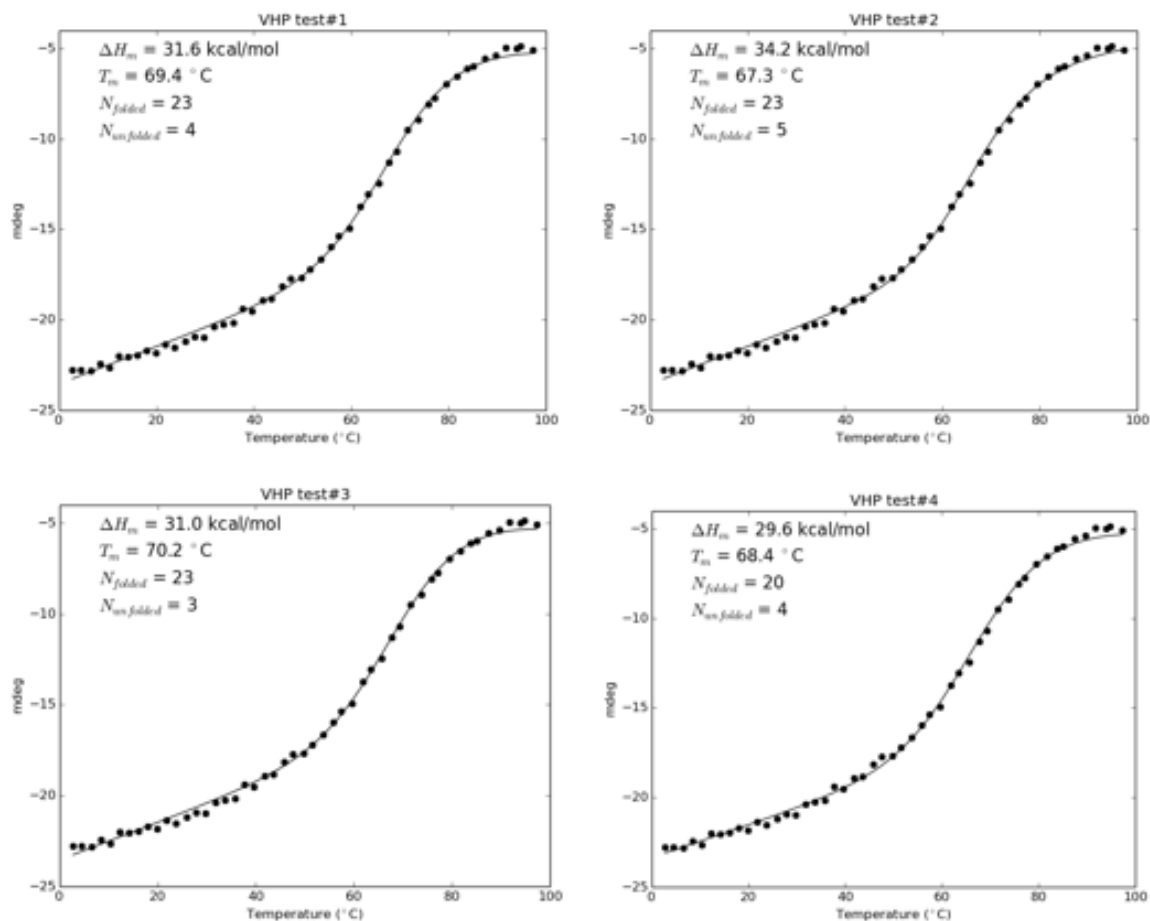 VHP test#1
ΔH_m = 31.6 kcal/mol
T_m = 69.4 °C
N_folded = 23
N_unfolded = 4
−5
−10
−15
−20
−25
mdeg
0 20 40 60 80 100
Temperature (°C)
VHP test#2
ΔH_m = 34.2 kcal/mol
T_m = 67.3 °C
N_folded = 23
N_unfolded = 5
−5
−10
−15
−20
−25
mdeg
0 20 40 60 80 100
Temperature (°C)
VHP test#3
ΔH_m = 31.0 kcal/mol
T_m = 70.2 °C
N_folded = 23
N_unfolded = 3
−5
−10
−15
−20
−25
mdeg
0 20 40 60 80 100
Temperature (°C)
VHP test#4
ΔH_m = 29.6 kcal/mol
T_m = 68.4 °C
N_folded = 20
N_unfolded = 4
−5
−10
−15
−20
−25
mdeg
0 20 40 60 80 100
Temperature (°C)